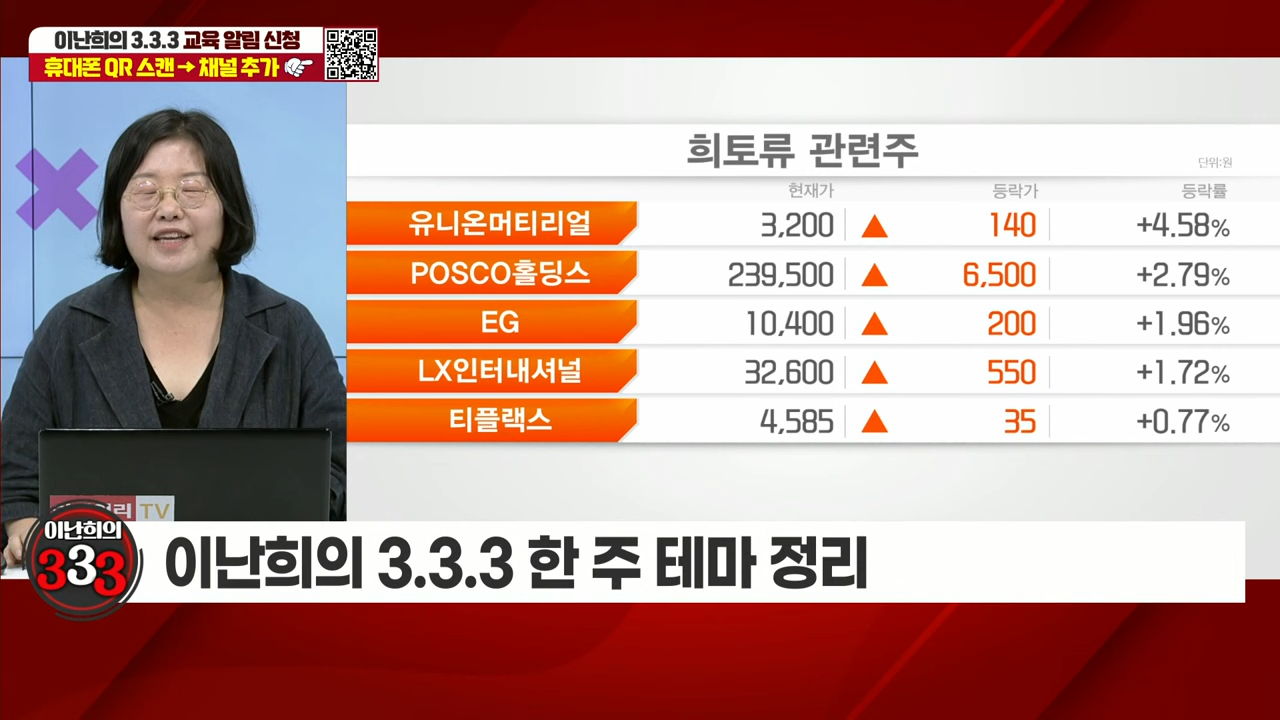 이난희의 3.3.3 교육 알림 신청
휴대폰 QR 스캔 → 채널 추가
희토류 관련주
단위:원
현재가 등락가 등락률
유니온머티리얼 3,200 ▲ 140 +4.58%
POSCO홀딩스 239,500 ▲ 6,500 +2.79%
EG 10,400 ▲ 200 +1.96%
LX인터내셔널 32,600 ▲ 550 +1.72%
티플랙스 4,585 ▲ 35 +0.77%
TV
이난희의
333
이난희의 3.3.3 한 주 테마 정리